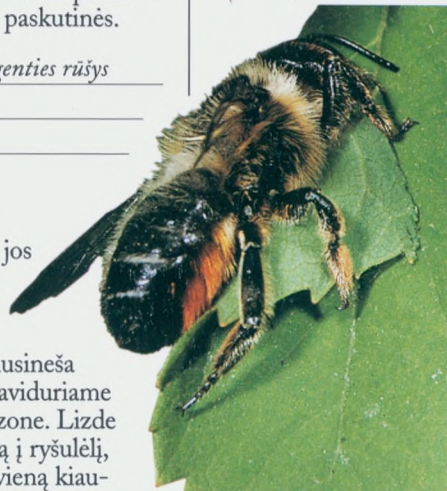 paskutinės.
genties rūšys
jos
usineša
aviduriame
zone. Lizde
ą į ryšulėlį,
vieną kiau-